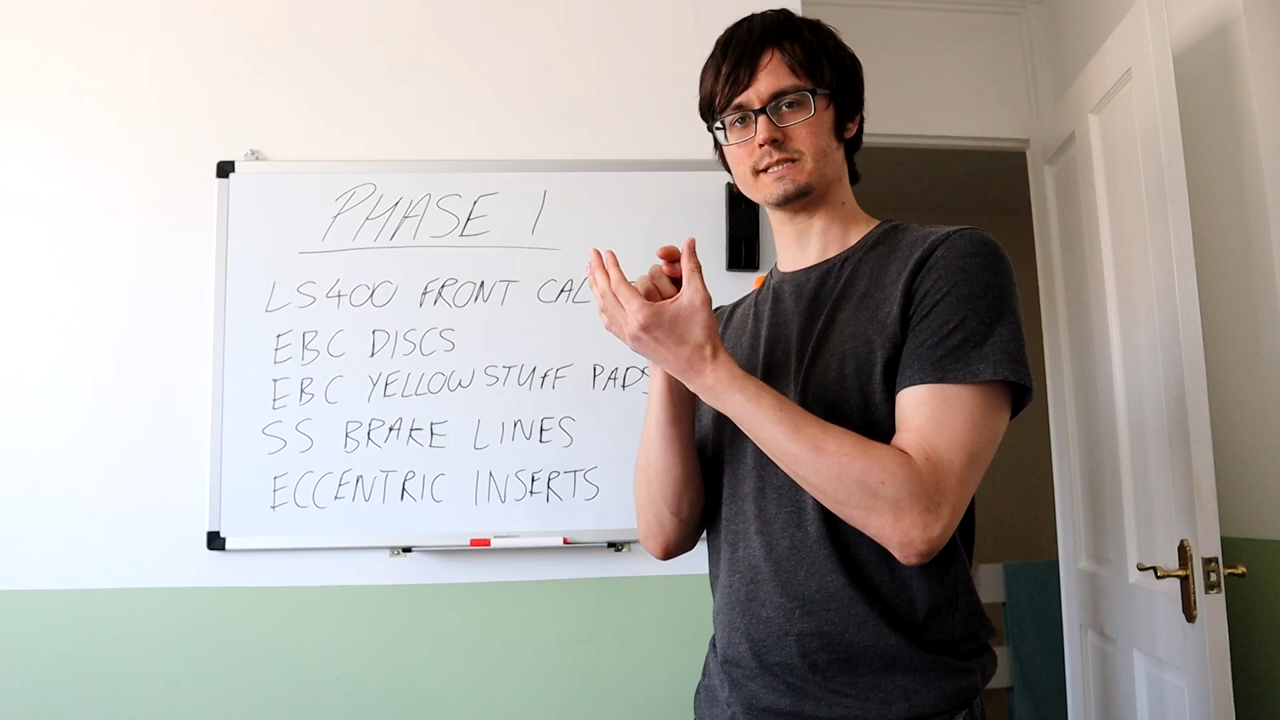 PHASE 1
LS400 FRONT CAL
EBC DISCS
EBC YELLOWSTUFF PADS
SS BRAKE LINES
ECCENTRIC INSERTS